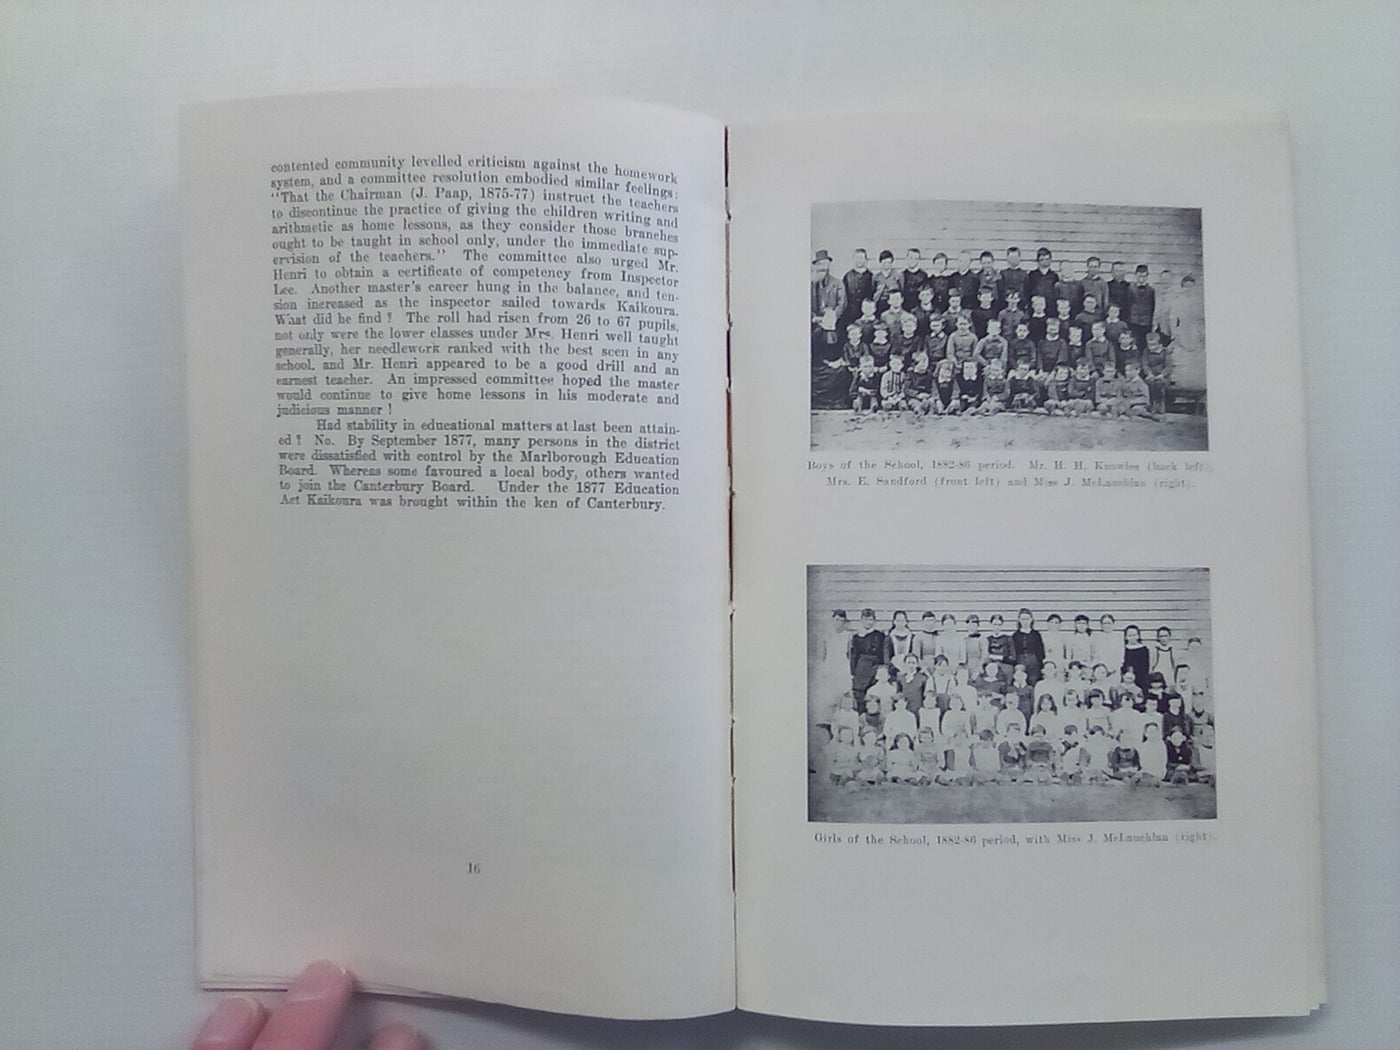 contented community levelled criticism against the homework
system, and a committee resolution embodied similar feelings:
"That the Chairman (J. Paap, 1875-77) instruct the teachers
to discontinue the practice of giving the children writing and
arithmetic as home lessons, as they consider those branches
ought to be taught in school only, under the immediate sup-
ervision of the teachers." The committee also urged Mr.
Henri to obtain a certificate of competency from Inspector
Lee. Another master's career hung in the balance, and ten-
sion increased as the inspector sailed towards Kaikoura.
What did he find? The roll had risen from 26 to 67 pupils,
not only were the lower classes under Mrs. Henri well taught
generally, her needlework ranked with the best seen in any
school, and Mr. Henri appeared to be a good drill and an
earnest teacher. An impressed committee hoped the master
would continue to give home lessons in his moderate and
judicious manner!
Had stability in educational matters at last been attain-
ed? No. By September 1877, many persons in the district
were dissatisfied with control by the Marlborough Education
Board. Whereas some favoured a local body, others wanted
to join the Canterbury Board. Under the 1877 Education
Act Kaikoura was brought within the ken of Canterbury.
16
Boys of the School, 1882-86 period. Mr. H. H. Knowles (back left),
Mrs. E. Sandford (front left) and Miss J. McLauchlan (right).
Girls of the School, 1882-86 period, with Miss J. McLauchlan (right).